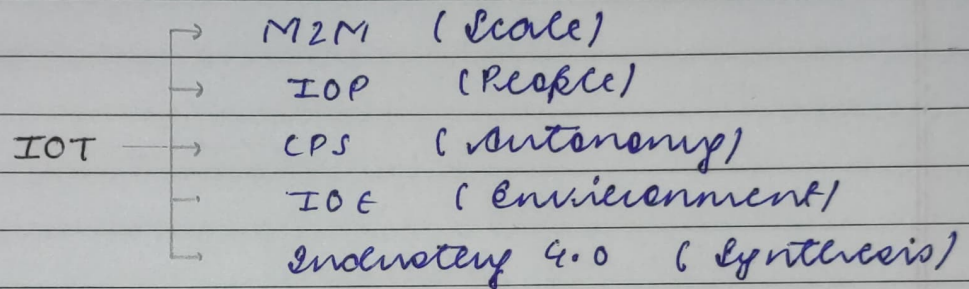 M2M (Scale)
IOP (People)
IOT CPS (Autonomy)
IOE (Environment)
Industry 4.0 (Synthesis)